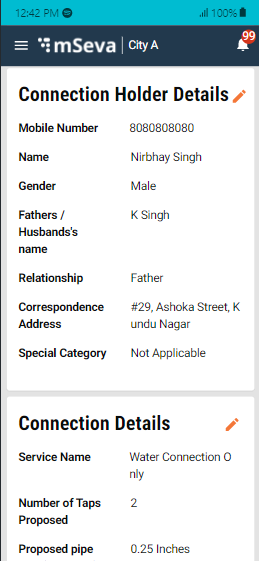 12:42 PM
100%
mSeva
City A
99
Connection Holder Details
Mobile Number 8080808080
Name Nirbhay Singh
Gender Male
Fathers / K Singh
Husbands's
name
Relationship Father
Correspondence #29, Ashoka Street, K
Address undu Nagar
Special Category Not Applicable
Connection Details
Service Name Water Connection O
nly
Number of Taps 2
Proposed
Proposed pipe 0.25 Inches